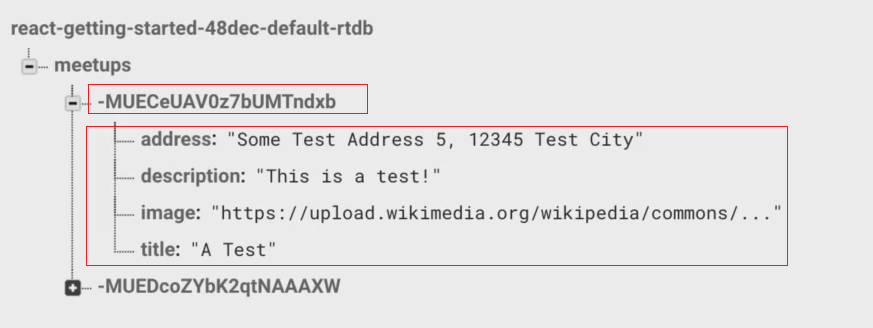 react-getting-started-48dec-default-rtdb
meetups
-MUECeUAV0z7bUMTndxb
address: "Some Test Address 5, 12345 Test City"
description: "This is a test!"
image: "https://upload.wikimedia.org/wikipedia/commons/..."
title: "A Test"
-MUEDcoZYbK2qtNAAAXW